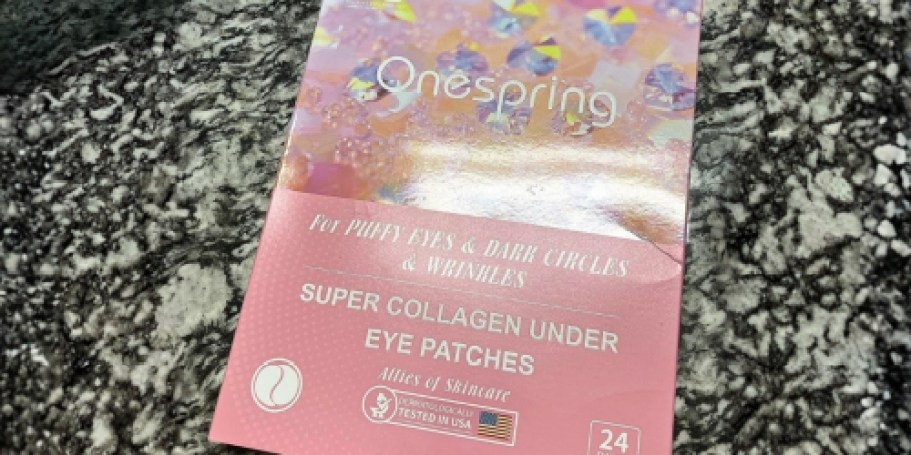 Onespring
FOR PUFFY EYES & DARK CIRCLES
& WRINKLES
SUPER COLLAGEN UNDER
EYE PATCHES
Allies of Skincare
DERMATOLOGICALLY
TESTED IN USA
24